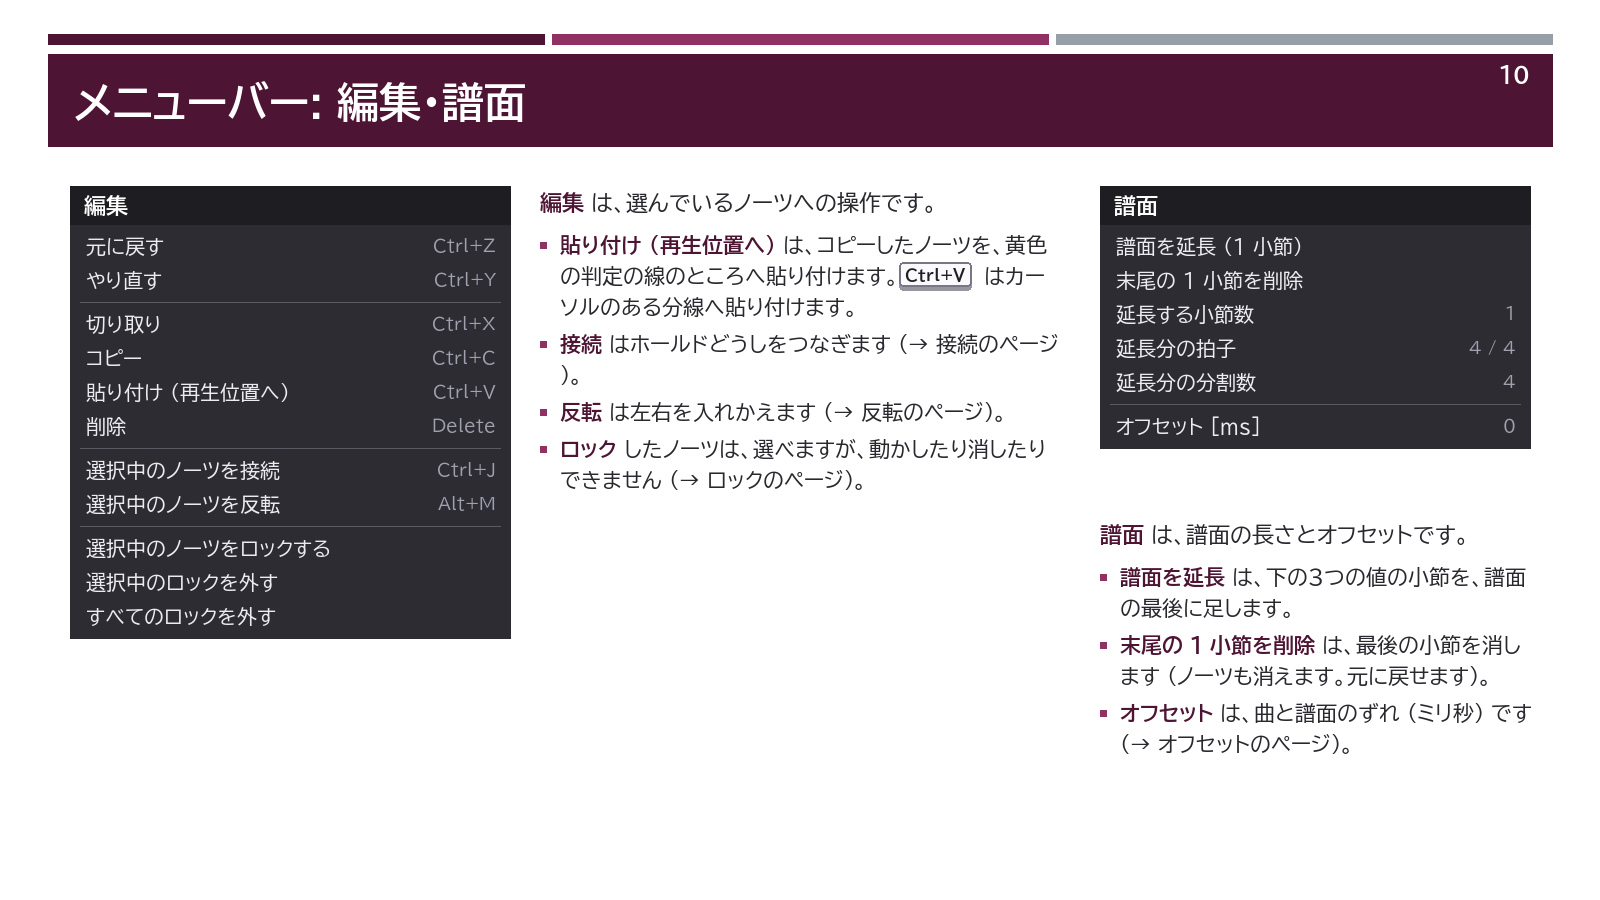 メニューバー: 編集・譜面
10
編集
元に戻す Ctrl+Z
やり直す Ctrl+Y
切り取り Ctrl+X
コピー Ctrl+C
貼り付け (再生位置へ) Ctrl+V
削除 Delete
選択中のノーツを接続 Ctrl+J
選択中のノーツを反転 Alt+M
選択中のノーツをロックする
選択中のロックを外す
すべてのロックを外す
編集 は、選んでいるノーツへの操作です。
貼り付け (再生位置へ) は、コピーしたノーツを、黄色
の判定の線のところへ貼り付けます。Ctrl+V はカー
ソルのある分線へ貼り付けます。
接続 はホールドどうしをつなぎます (→ 接続のページ
)。
反転 は左右を入れかえます (→ 反転のページ)。
ロック したノーツは、選べますが、動かしたり消したり
できません (→ ロックのページ)。
譜面
譜面を延長 (1 小節)
末尾の 1 小節を削除
延長する小節数 1
延長分の拍子 4 / 4
延長分の分割数 4
オフセット [ms] 0
譜面 は、譜面の長さとオフセットです。
譜面を延長 は、下の3つの値の小節を、譜面
の最後に足します。
末尾の 1 小節を削除 は、最後の小節を消し
ます (ノーツも消えます。元に戻せます)。
オフセット は、曲と譜面のずれ (ミリ秒) です
(→ オフセットのページ)。